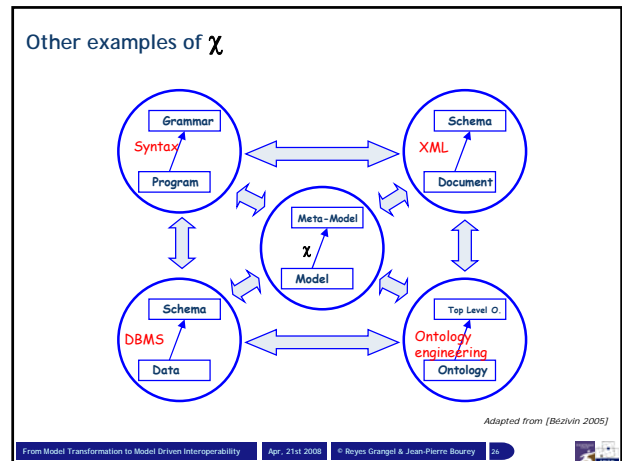 Other examples of χ
Grammar
Syntax
Program
Schema
XML
Document
Meta-Model
χ
Model
Schema
DBMS
Data
Top Level O.
Ontology
engineering
Ontology
Adapted from [Bézivin 2005]
From Model Transformation to Model Driven Interoperability Apr, 21st 2008 © Reyes Grangel & Jean-Pierre Bourey 26